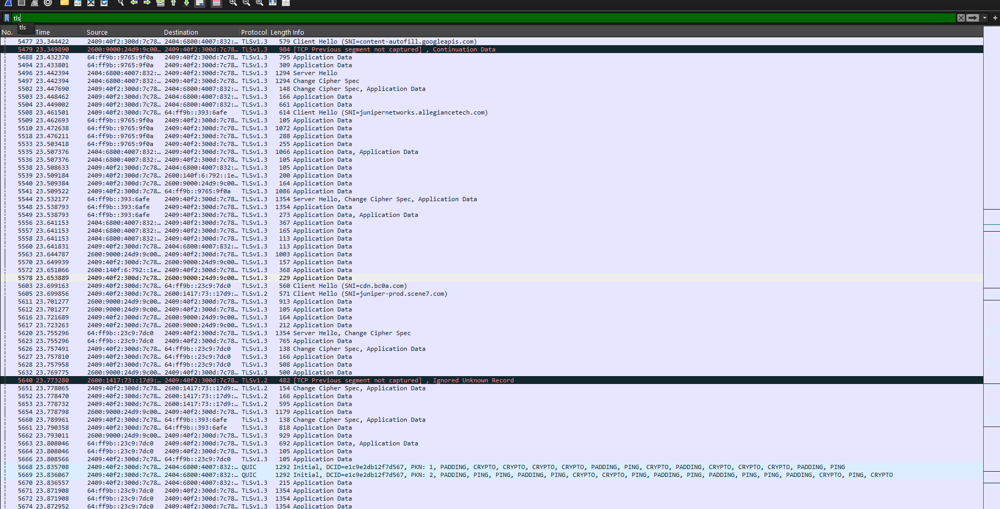 tls
tls
No. Time Source Destination Protocol Length Info
5477 23.344422 2409:40f2:300d:7c78… 2404:6800:4007:832:… TLSv1.3 579 Client Hello (SNI=content-autofill.googleapis.com)
5479 23.349890 2600:9000:24d9:9c00… 2409:40f2:300d:7c78… TLSv1.3 984 [TCP Previous segment not captured] , Continuation Data
5488 23.432370 64:ff9b::9765:9f0a 2409:40f2:300d:7c78… TLSv1.3 795 Application Data
5494 23.433801 64:ff9b::9765:9f0a 2409:40f2:300d:7c78… TLSv1.3 309 Application Data
5496 23.442394 2404:6800:4007:832:… 2409:40f2:300d:7c78… TLSv1.3 1294 Server Hello
5497 23.442394 2404:6800:4007:832:… 2409:40f2:300d:7c78… TLSv1.3 1294 Change Cipher Spec
5502 23.447690 2409:40f2:300d:7c78… 2404:6800:4007:832:… TLSv1.3 148 Change Cipher Spec, Application Data
5503 23.448462 2409:40f2:300d:7c78… 2404:6800:4007:832:… TLSv1.3 166 Application Data
5504 23.449002 2409:40f2:300d:7c78… 2404:6800:4007:832:… TLSv1.3 661 Application Data
5508 23.461501 2409:40f2:300d:7c78… 64:ff9b::393:6afe TLSv1.3 614 Client Hello (SNI=junipernetworks.allegiancetech.com)
5509 23.462693 64:ff9b::9765:9f0a 2409:40f2:300d:7c78… TLSv1.3 105 Application Data
5510 23.472638 64:ff9b::9765:9f0a 2409:40f2:300d:7c78… TLSv1.3 1072 Application Data
5518 23.476211 64:ff9b::9765:9f0a 2409:40f2:300d:7c78… TLSv1.3 288 Application Data
5533 23.503418 64:ff9b::9765:9f0a 2409:40f2:300d:7c78… TLSv1.3 255 Application Data
5535 23.507376 2404:6800:4007:832:… 2409:40f2:300d:7c78… TLSv1.3 1066 Application Data, Application Data
5536 23.507376 2404:6800:4007:832:… 2409:40f2:300d:7c78… TLSv1.3 105 Application Data
5538 23.508633 2409:40f2:300d:7c78… 2404:6800:4007:832:… TLSv1.3 105 Application Data
5539 23.509184 2409:40f2:300d:7c78… 2600:140f:6:792::1e… TLSv1.3 200 Application Data
5540 23.509384 2409:40f2:300d:7c78… 2600:9000:24d9:9c00… TLSv1.3 164 Application Data
5541 23.509522 2409:40f2:300d:7c78… 64:ff9b::9765:9f0a TLSv1.3 1086 Application Data
5544 23.532177 64:ff9b::393:6afe 2409:40f2:300d:7c78… TLSv1.3 1354 Server Hello, Change Cipher Spec, Application Data
5548 23.538793 64:ff9b::393:6afe 2409:40f2:300d:7c78… TLSv1.3 1354 Application Data
5549 23.538793 64:ff9b::393:6afe 2409:40f2:300d:7c78… TLSv1.3 273 Application Data, Application Data
5556 23.641153 2404:6800:4007:832:… 2409:40f2:300d:7c78… TLSv1.3 367 Application Data
5557 23.641153 2404:6800:4007:832:… 2409:40f2:300d:7c78… TLSv1.3 165 Application Data
5558 23.641153 2404:6800:4007:832:… 2409:40f2:300d:7c78… TLSv1.3 113 Application Data
5560 23.641831 2409:40f2:300d:7c78… 2404:6800:4007:832:… TLSv1.3 113 Application Data
5563 23.644787 2600:9000:24d9:9c00… 2409:40f2:300d:7c78… TLSv1.3 1003 Application Data
5570 23.649939 2409:40f2:300d:7c78… 2600:9000:24d9:9c00… TLSv1.3 157 Application Data
5572 23.651066 2600:140f:6:792::1e… 2409:40f2:300d:7c78… TLSv1.3 368 Application Data
5578 23.653889 2409:40f2:300d:7c78… 2600:9000:24d9:9c00… TLSv1.3 229 Application Data
5603 23.699163 2409:40f2:300d:7c78… 64:ff9b::23c9:7dc0 TLSv1.3 560 Client Hello (SNI=cdn.bc0a.com)
5605 23.699856 2409:40f2:300d:7c78… 2600:1417:73::17d9:… TLSv1.2 571 Client Hello (SNI=juniper-prod.scene7.com)
5611 23.701277 2600:9000:24d9:9c00… 2409:40f2:300d:7c78… TLSv1.3 913 Application Data
5612 23.701277 2600:9000:24d9:9c00… 2409:40f2:300d:7c78… TLSv1.3 105 Application Data
5616 23.721689 2409:40f2:300d:7c78… 2600:9000:24d9:9c00… TLSv1.3 164 Application Data
5617 23.723263 2409:40f2:300d:7c78… 2600:9000:24d9:9c00… TLSv1.3 212 Application Data
5620 23.755296 64:ff9b::23c9:7dc0 2409:40f2:300d:7c78… TLSv1.3 1354 Server Hello, Change Cipher Spec
5623 23.755296 64:ff9b::23c9:7dc0 2409:40f2:300d:7c78… TLSv1.3 765 Application Data
5626 23.757491 2409:40f2:300d:7c78… 64:ff9b::23c9:7dc0 TLSv1.3 138 Change Cipher Spec, Application Data
5627 23.757810 2409:40f2:300d:7c78… 64:ff9b::23c9:7dc0 TLSv1.3 166 Application Data
5628 23.757958 2409:40f2:300d:7c78… 64:ff9b::23c9:7dc0 TLSv1.3 508 Application Data
5632 23.769775 2600:9000:24d9:9c00… 2409:40f2:300d:7c78… TLSv1.3 500 Application Data
5640 23.773280 2600:1417:73::17d9:… 2409:40f2:300d:7c78… TLSv1.2 482 [TCP Previous segment not captured] , Ignored Unknown Record
5651 23.778065 2409:40f2:300d:7c78… 2600:1417:73::17d9:… TLSv1.2 154 Change Cipher Spec, Application Data
5652 23.778470 2409:40f2:300d:7c78… 2600:1417:73::17d9:… TLSv1.2 166 Application Data
5653 23.778732 2409:40f2:300d:7c78… 2600:1417:73::17d9:… TLSv1.2 595 Application Data
5654 23.778798 2600:9000:24d9:9c00… 2409:40f2:300d:7c78… TLSv1.3 1179 Application Data
5660 23.789961 2409:40f2:300d:7c78… 64:ff9b::393:6afe TLSv1.3 138 Change Cipher Spec, Application Data
5661 23.790358 2409:40f2:300d:7c78… 64:ff9b::393:6afe TLSv1.3 818 Application Data
5662 23.793011 2600:9000:24d9:9c00… 2409:40f2:300d:7c78… TLSv1.3 929 Application Data
5663 23.808046 64:ff9b::23c9:7dc0 2409:40f2:300d:7c78… TLSv1.3 692 Application Data, Application Data
5664 23.808046 64:ff9b::23c9:7dc0 2409:40f2:300d:7c78… TLSv1.3 105 Application Data
5666 23.808566 2409:40f2:300d:7c78… 64:ff9b::23c9:7dc0 TLSv1.3 105 Application Data
5668 23.835708 2409:40f2:300d:7c78… 2404:6800:4007:832:… QUIC 1292 Initial, DCID=e1c9e2db12f7d567, PKN: 1, PADDING, CRYPTO, CRYPTO, CRYPTO, CRYPTO, PADDING, PING, CRYPTO, PADDING, CRYPTO, CRYPTO, CRYPTO, PADDING, PING
5669 23.836067 2409:40f2:300d:7c78… 2404:6800:4007:832:… QUIC 1292 Initial, DCID=e1c9e2db12f7d567, PKN: 2, PADDING, PING, PING, PADDING, PING, CRYPTO, CRYPTO, PING, PADDING, PING, PADDING, PING, PING, PADDING, CRYPTO, PING, CRYPTO
5670 23.836557 2409:40f2:300d:7c78… 2404:6800:4007:832:… TLSv1.3 215 Application Data
5671 23.871908 64:ff9b::23c9:7dc0 2409:40f2:300d:7c78… TLSv1.3 1354 Application Data
5672 23.871908 64:ff9b::23c9:7dc0 2409:40f2:300d:7c78… TLSv1.3 1354 Application Data
5674 23.872952 64:ff9b::23c9:7dc0 2409:40f2:300d:7c78… TLSv1.3 1354 Application Data